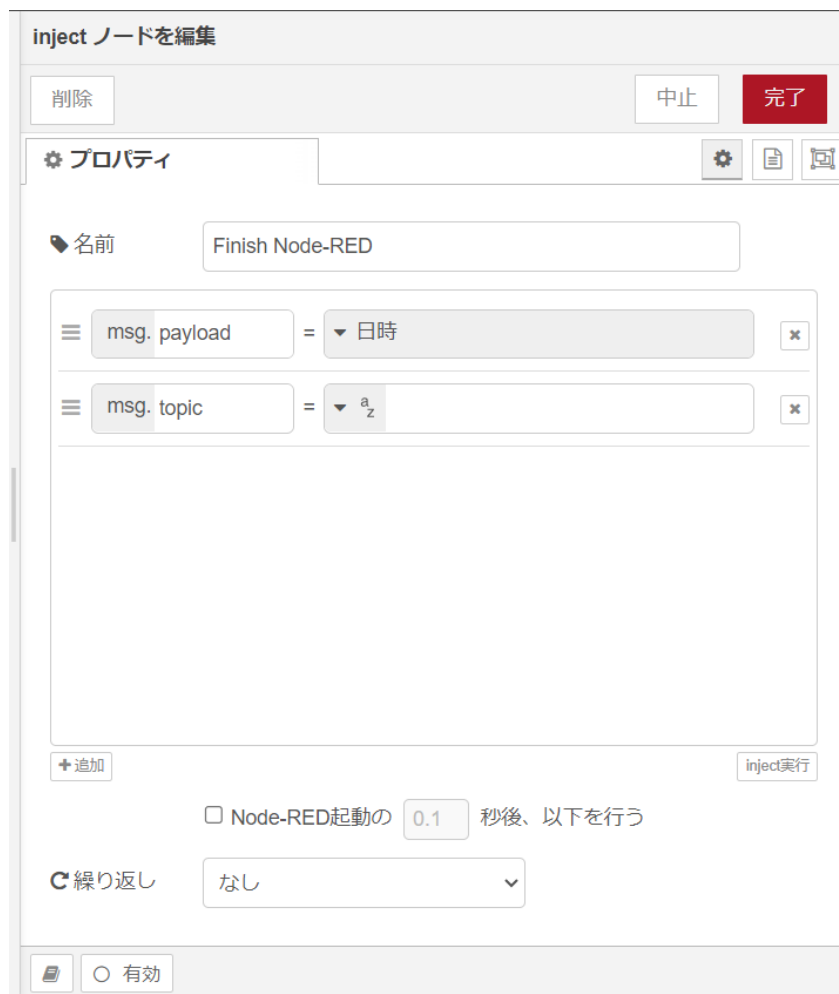 inject ノードを編集
削除 中止 完了
プロパティ
名前 Finish Node-RED
msg. payload = 日時
msg. topic = a z
+追加 inject実行
Node-RED起動の 0.1 秒後、以下を行う
繰り返し なし
有効